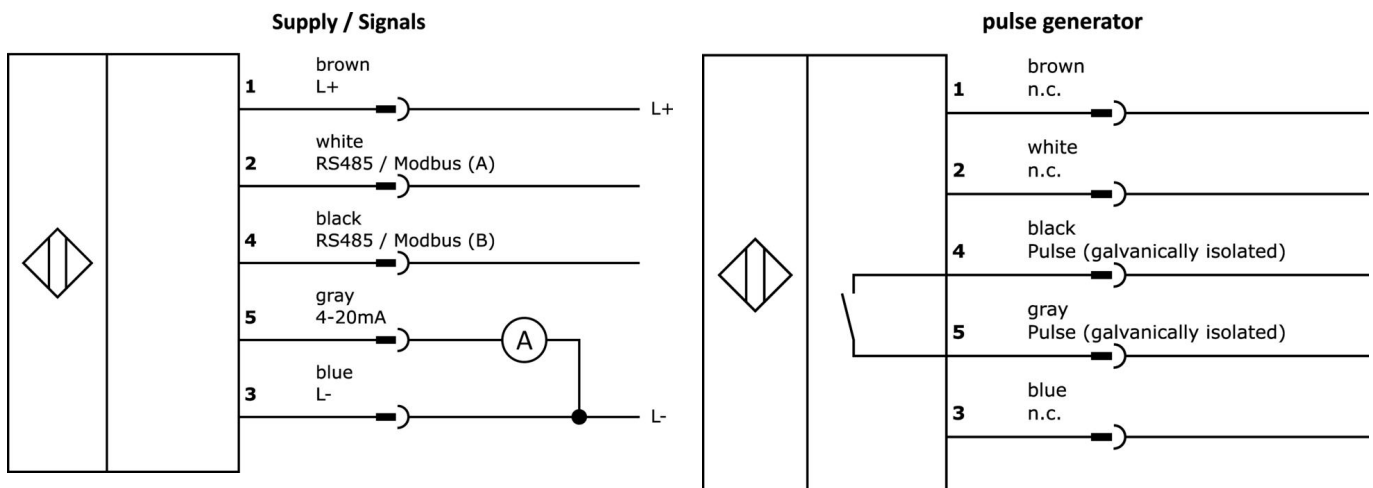 Supply / Signals
brown
1
L+
L+
white
2
RS485 / Modbus (A)
black
4
RS485 / Modbus (B)
gray
5
4-20mA
A
blue
3
L-
L-
pulse generator
brown
1
n.c.
white
2
n.c.
black
4
Pulse (galvanically isolated)
gray
5
Pulse (galvanically isolated)
blue
3
n.c.